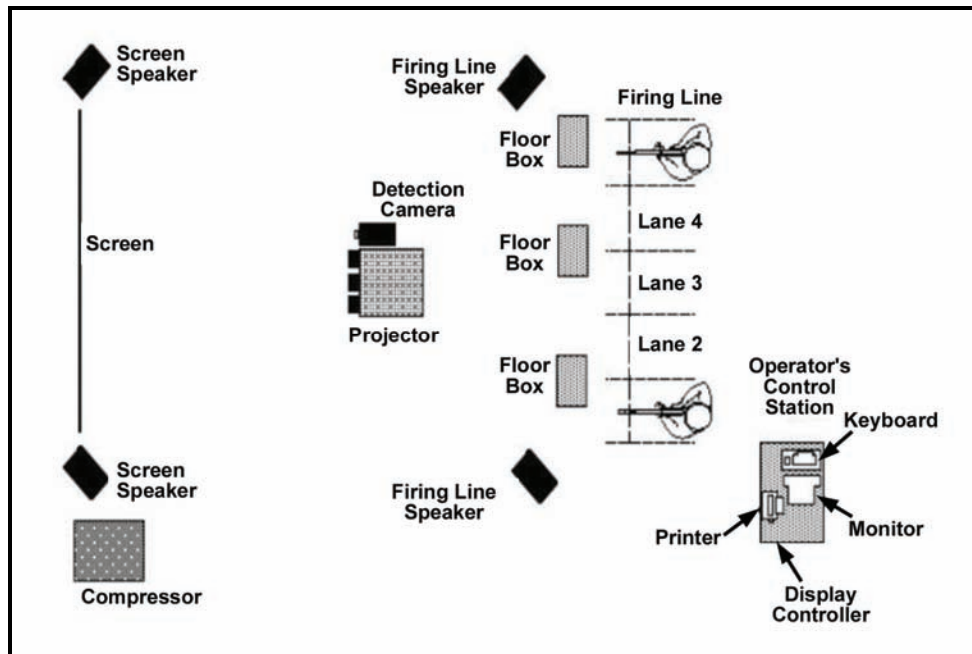 Screen
Speaker
Firing Line
Speaker
Firing Line
Floor
Box
Detection
Camera
Lane 4
Screen
Floor
Box
Lane 3
Projector
Lane 2
Floor
Box
Operator's
Control
Station
Keyboard
Screen
Speaker
Firing Line
Speaker
Printer
Monitor
Compressor
Display
Controller